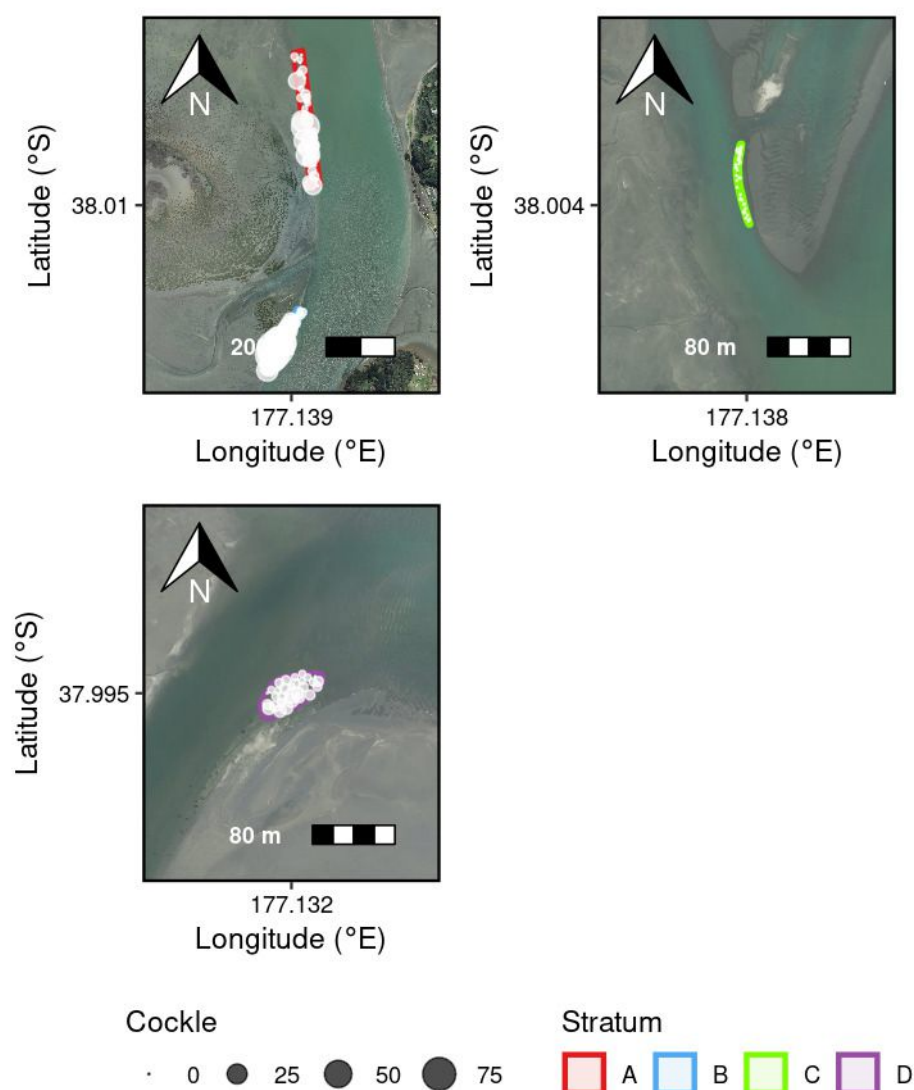 N
N
Latitude (°S)
38.01
Latitude (°S)
38.004
20
80 m
177.139
177.138
Longitude (°E)
Longitude (°E)
N
Latitude (°S)
37.995
80 m
177.132
Longitude (°E)
Cockle
Stratum
0 25 50 75
A B C D